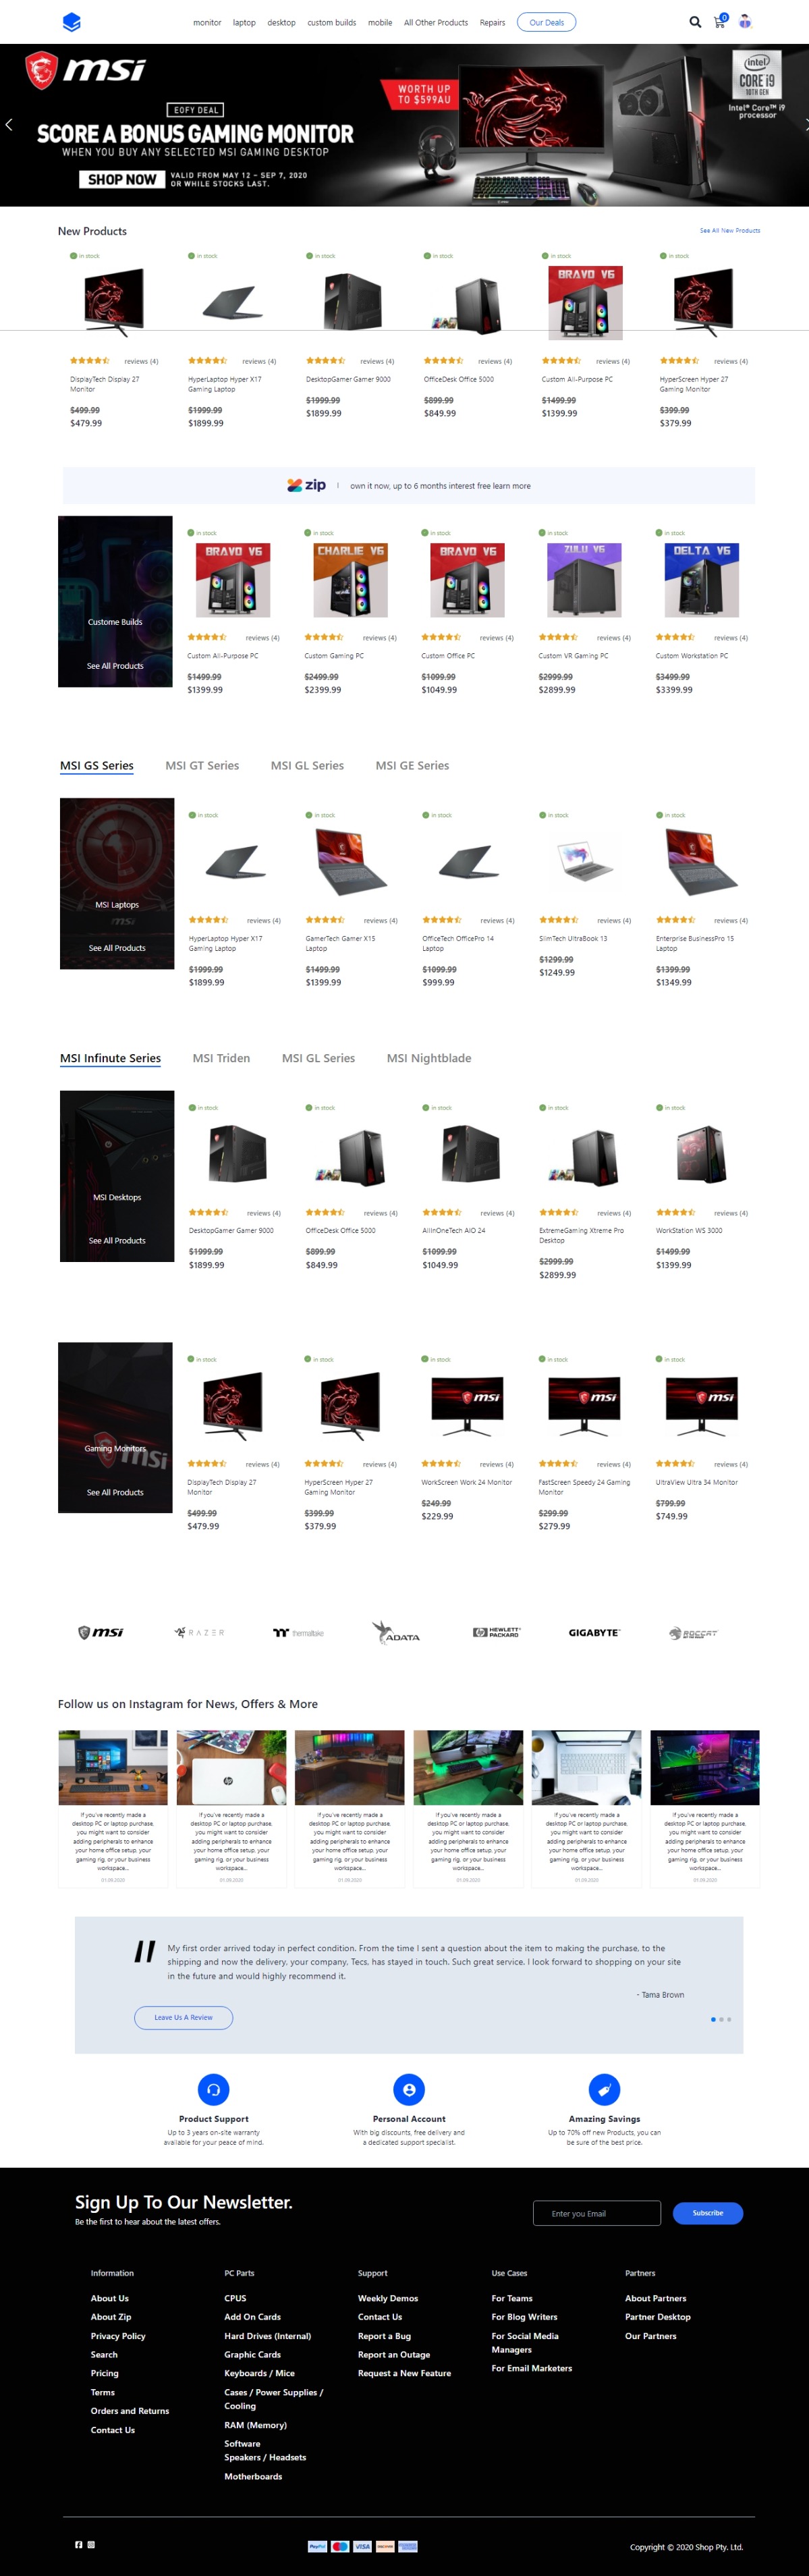 monitor laptop desktop custom builds mobile All Other Products Repairs Our Deals 0
msi
EOFY DEAL
SCORE A BONUS GAMING MONITOR
WHEN YOU BUY ANY SELECTED MSI GAMING DESKTOP
SHOP NOW VALID FROM MAY 12 – SEP 7, 2020
OR WHILE STOCKS LAST.
WORTH UP
TO $599AU
intel
CORE i9
10TH GEN
Intel® Core™ i9
processor
New Products See All New Products
in stock in stock in stock in stock in stock in stock
BRAVO V6
reviews (4) reviews (4) reviews (4) reviews (4) reviews (4) reviews (4)
DisplayTech Display 27 HyperLaptop Hyper X17 DesktopGamer Gamer 9000 OfficeDesk Office 5000 Custom All-Purpose PC HyperScreen Hyper 27
Monitor Gaming Laptop Gaming Monitor
$499.99 $1999.99 $1999.99 $899.99 $1499.99 $399.99
$479.99 $1899.99 $1899.99 $849.99 $1399.99 $379.99
zip | own it now, up to 6 months interest free learn more
Custome Builds
See All Products
in stock in stock in stock in stock in stock
BRAVO V6 CHARLIE V6 BRAVO V6 ZULU V6 DELTA V6
reviews (4) reviews (4) reviews (4) reviews (4) reviews (4)
Custom All-Purpose PC Custom Gaming PC Custom Office PC Custom VR Gaming PC Custom Workstation PC
$1499.99 $2499.99 $1099.99 $2999.99 $3499.99
$1399.99 $2399.99 $1049.99 $2899.99 $3399.99
MSI GS Series MSI GT Series MSI GL Series MSI GE Series
MSI Laptops
msi
See All Products
in stock in stock in stock in stock in stock
reviews (4) reviews (4) reviews (4) reviews (4) reviews (4)
HyperLaptop Hyper X17 GamerTech Gamer X15 OfficeTech OfficePro 14 SlimTech UltraBook 13 Enterprise BusinessPro 15
Gaming Laptop Laptop Laptop Laptop
$1999.99 $1499.99 $1099.99 $1299.99 $1399.99
$1899.99 $1399.99 $999.99 $1249.99 $1349.99
MSI Infinute Series MSI Triden MSI GL Series MSI Nightblade
MSI Desktops
See All Products
in stock in stock in stock in stock in stock
reviews (4) reviews (4) reviews (4) reviews (4) reviews (4)
DesktopGamer Gamer 9000 OfficeDesk Office 5000 AllInOneTech AIO 24 ExtremeGaming Xtreme Pro WorkStation WS 3000
Desktop
$1999.99 $899.99 $1099.99 $2999.99 $1499.99
$1899.99 $849.99 $1049.99 $2899.99 $1399.99
Gaming Monitors
msi
See All Products
in stock in stock in stock in stock in stock
msi msi msi
reviews (4) reviews (4) reviews (4) reviews (4) reviews (4)
DisplayTech Display 27 HyperScreen Hyper 27 WorkScreen Work 24 Monitor FastScreen Speedy 24 Gaming UltraView Ultra 34 Monitor
Monitor Gaming Monitor Monitor
$499.99 $399.99 $249.99 $299.99 $799.99
$479.99 $379.99 $229.99 $279.99 $749.99
msi RAZER thermaltake ADATA HEWLETT PACKARD GIGABYTE ROCCAT
Follow us on Instagram for News, Offers & More
hp
If you've recently made a If you've recently made a If you've recently made a If you've recently made a If you've recently made a If you've recently made a
desktop PC or laptop purchase, desktop PC or laptop purchase, desktop PC or laptop purchase, desktop PC or laptop purchase, desktop PC or laptop purchase, desktop PC or laptop purchase,
you might want to consider you might want to consider you might want to consider you might want to consider you might want to consider you might want to consider
adding peripherals to enhance adding peripherals to enhance adding peripherals to enhance adding peripherals to enhance adding peripherals to enhance adding peripherals to enhance
your home office setup, your your home office setup, your your home office setup, your your home office setup, your your home office setup, your your home office setup, your
gaming rig, or your business gaming rig, or your business gaming rig, or your business gaming rig, or your business gaming rig, or your business gaming rig, or your business
workspace... workspace... workspace... workspace... workspace... workspace...
01.09.2020 01.09.2020 01.09.2020 01.09.2020 01.09.2020 01.09.2020
My first order arrived today in perfect condition. From the time I sent a question about the item to making the purchase, to the
shipping and now the delivery, your company, Tecs, has stayed in touch. Such great service. I look forward to shopping on your site
in the future and would highly recommend it.
- Tama Brown
Leave Us A Review
Product Support Personal Account Amazing Savings
Up to 3 years on-site warranty With big discounts, free delivery and Up to 70% off new Products, you can
available for your peace of mind. a dedicated support specialist. be sure of the best price.
Sign Up To Our Newsletter.
Be the first to hear about the latest offers.
Enter you Email Subscribe
Information PC Parts Support Use Cases Partners
About Us CPUS Weekly Demos For Teams About Partners
About Zip Add On Cards Contact Us For Blog Writers Partner Desktop
Privacy Policy Hard Drives (Internal) Report a Bug For Social Media Our Partners
Managers
Search Graphic Cards Report an Outage
Pricing Keyboards / Mice Request a New Feature For Email Marketers
Terms Cases / Power Supplies /
Cooling
Orders and Returns
Contact Us RAM (Memory)
Software
Speakers / Headsets
Motherboards
PayPal VISA
Copyright © 2020 Shop Pty. Ltd.